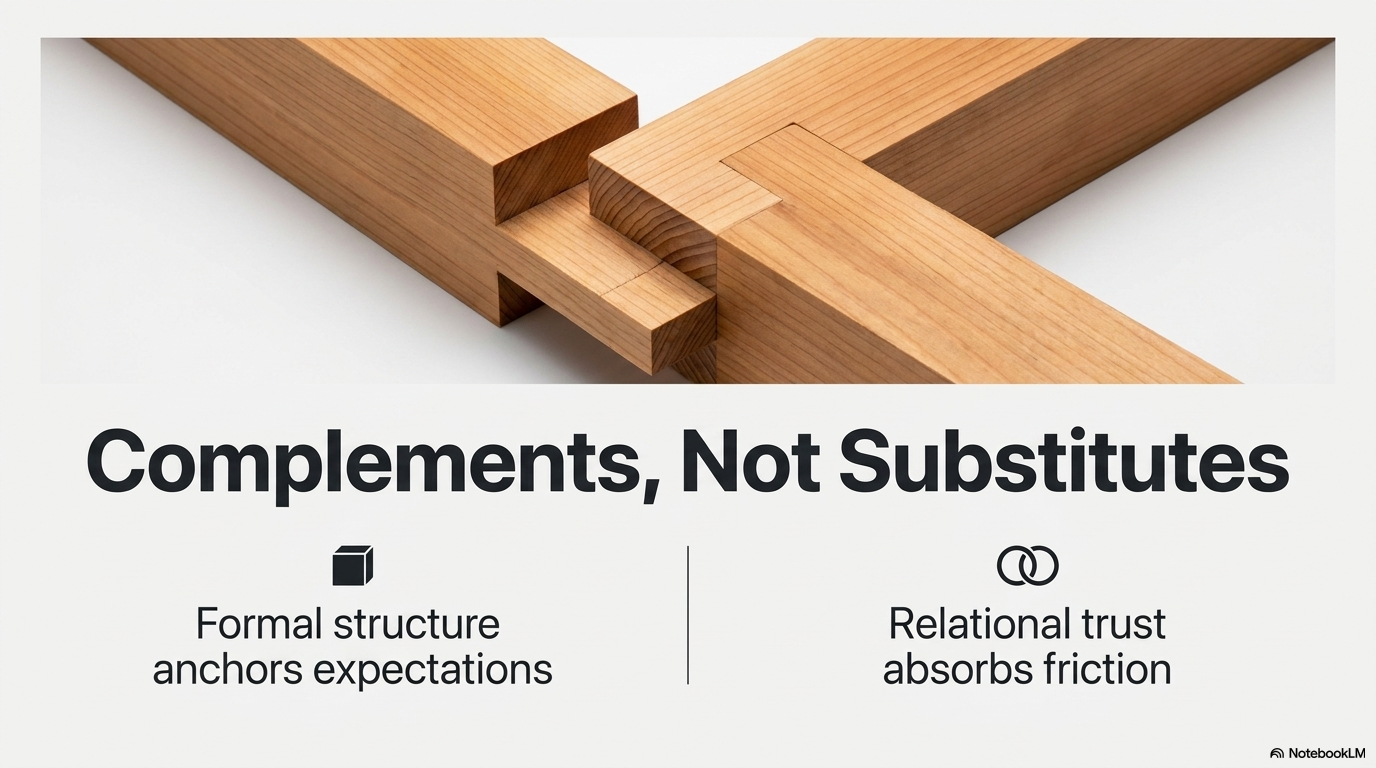 Complements, Not Substitutes
Formal structure
anchors expectations
Relational trust
absorbs friction
NotebookLM